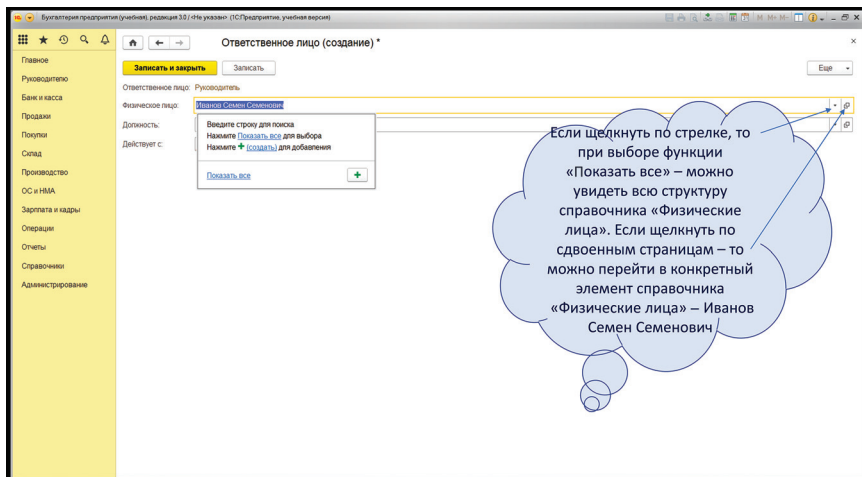 Бухгалтерия предприятия (учебная), редакция 3.0 / <Не указан> (1С:Предприятие, учебная версия)
M M+ M-
Ответственное лицо (создание) *
Записать и закрыть
Записать
Еще
Ответственное лицо: Руководитель
Физическое лицо: Иванов Семен Семенович
Должность:
Действует с:
Введите строку для поиска
Нажмите Показать все для выбора
Нажмите + (создать) для добавления
Показать все
Главное
Руководителю
Банк и касса
Продажи
Покупки
Склад
Производство
ОС и НМА
Зарплата и кадры
Операции
Отчеты
Справочники
Администрирование
Если щелкнуть по стрелке, то
при выборе функции
«Показать все» – можно
увидеть всю структуру
справочника «Физические
лица». Если щелкнуть по
сдвоенным страницам – то
можно перейти в конкретный
элемент справочника
«Физические лица» – Иванов
Семен Семенович